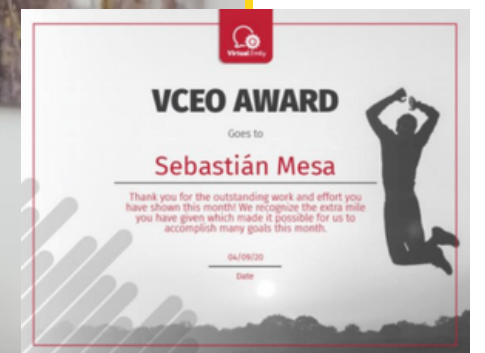 Virtual Emily
VCEO AWARD
Goes to
Sebastián Mesa
Thank you for the outstanding work and effort you
have shown this month! We recognize the extra mile
you have given which made it possible for us to
accomplish many goals this month.
04/09/20
Date